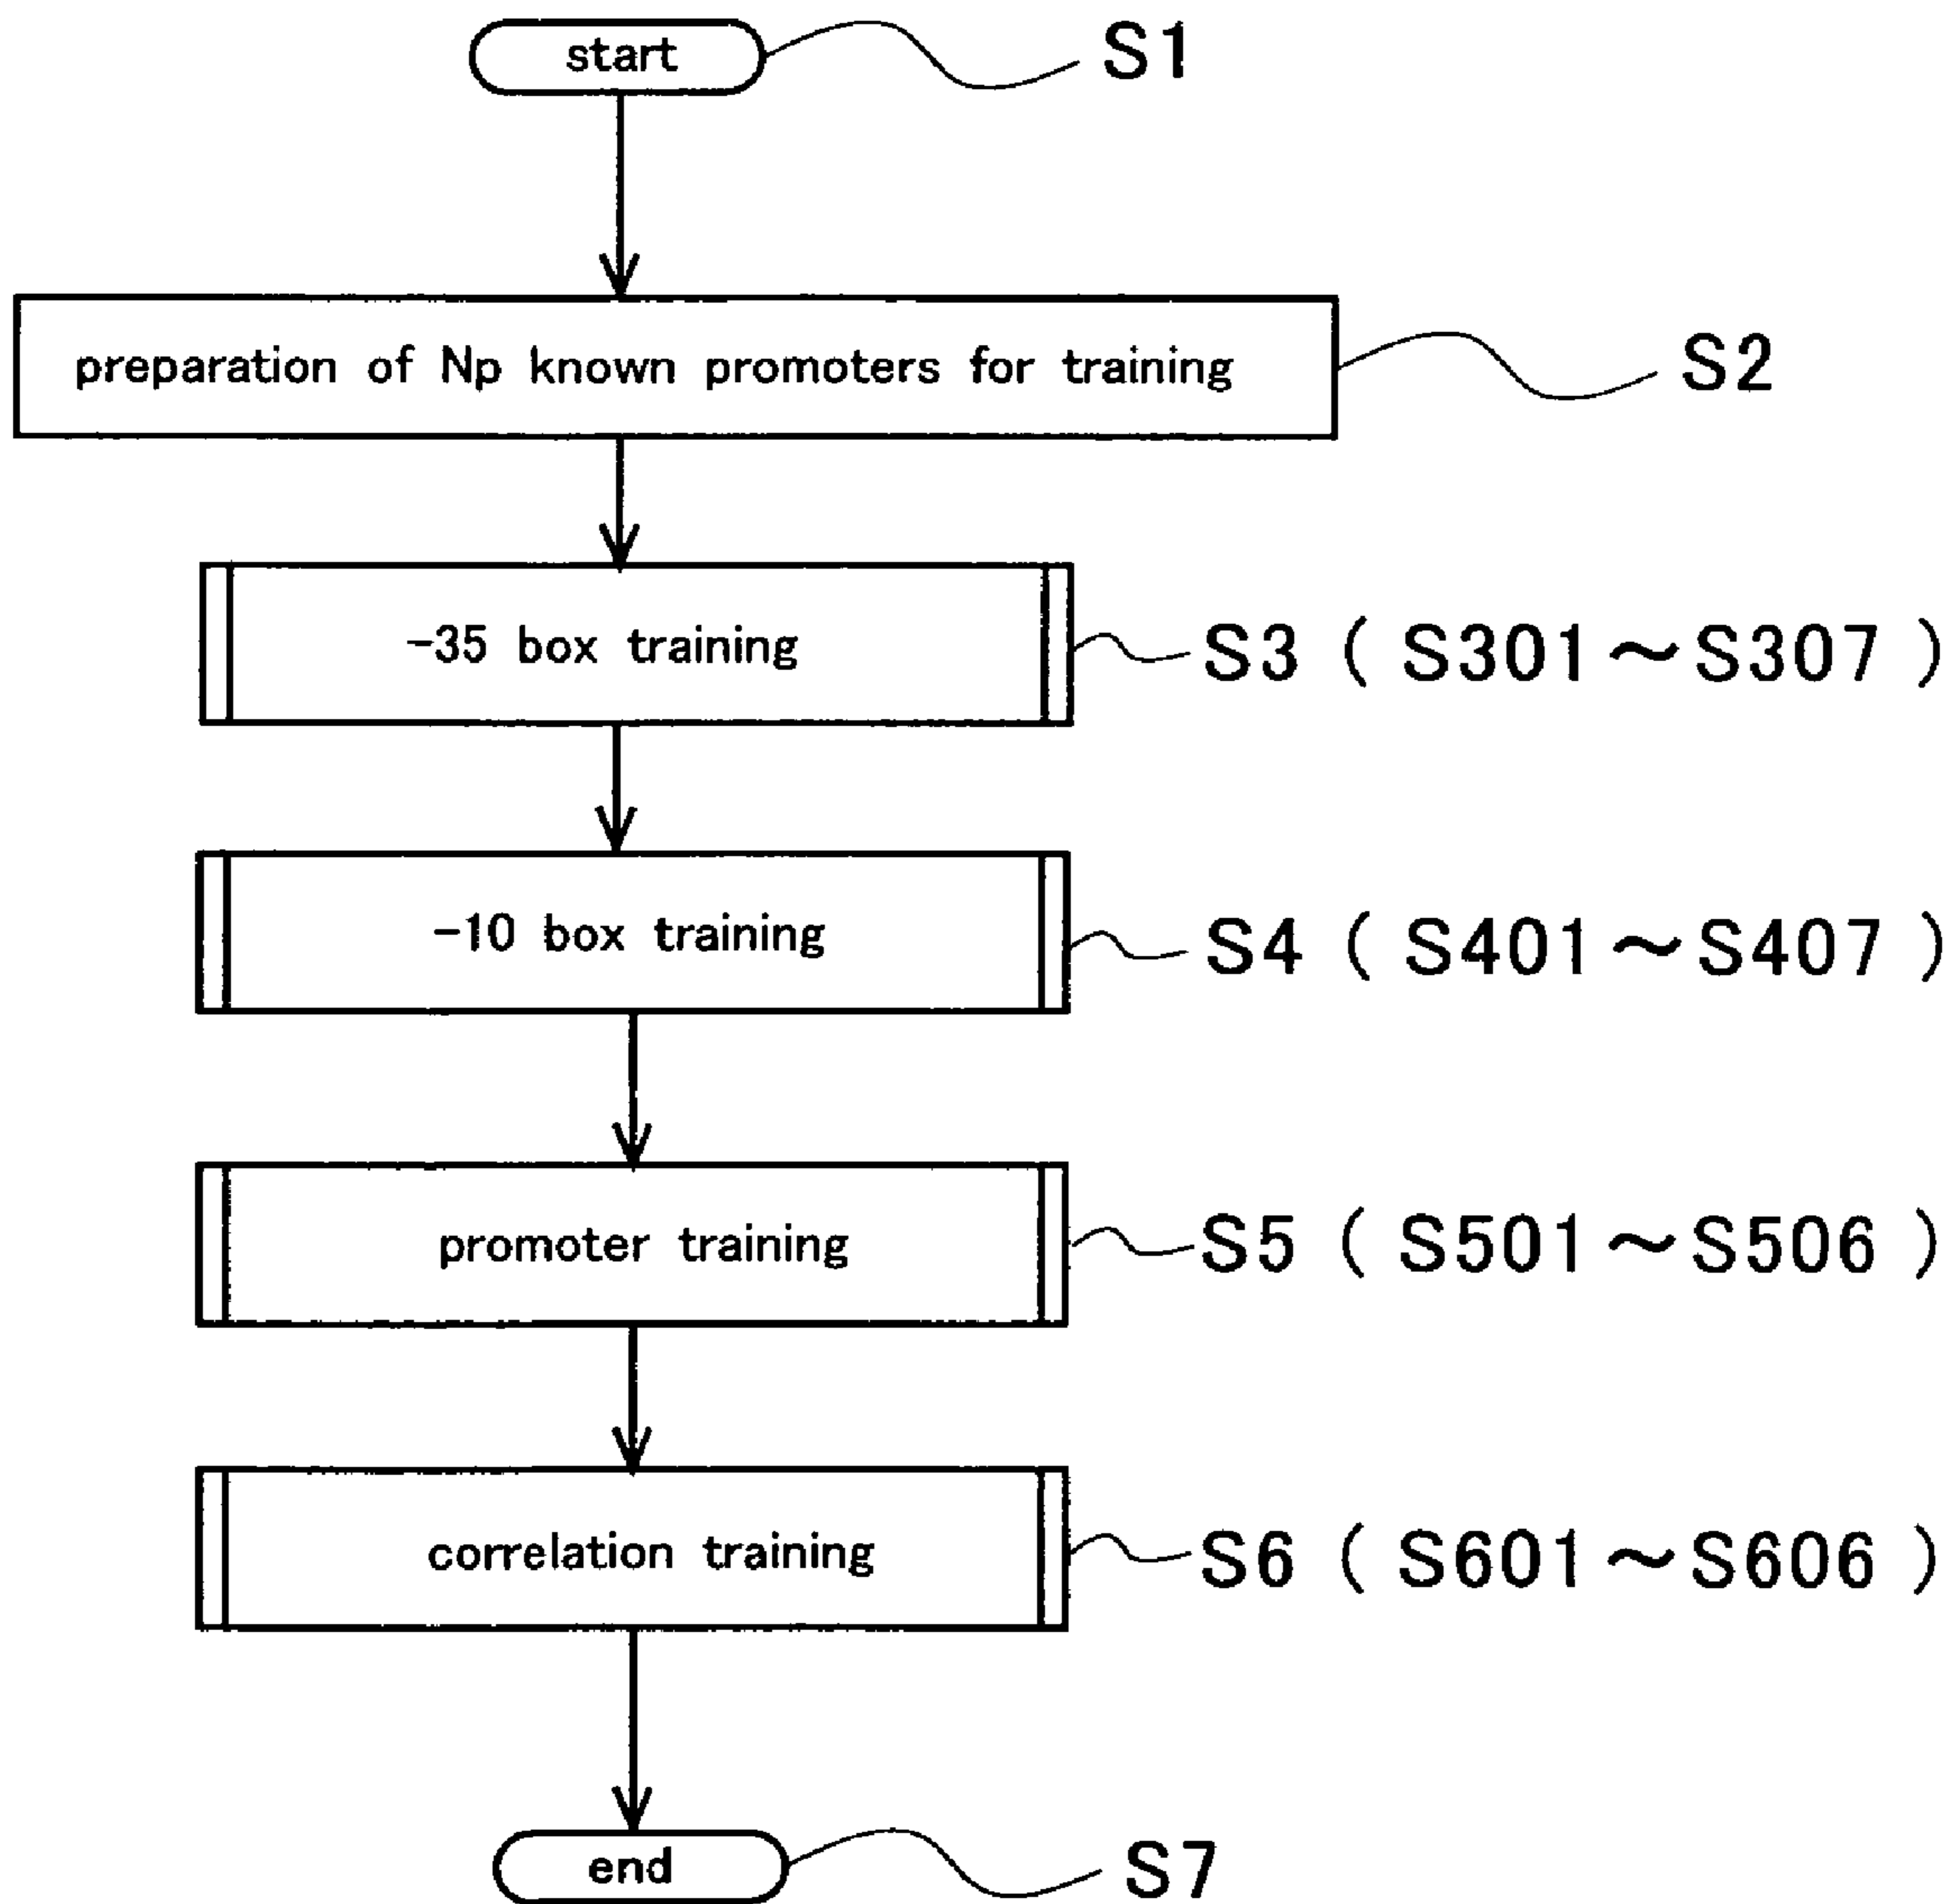 start S1
preparation of Np known promoters for training S2
-35 box training S3 ( S301～S307 )
-10 box training S4 ( S401～S407 )
promoter training S5 ( S501～S506 )
correlation training S6 ( S601～S606 )
end S7